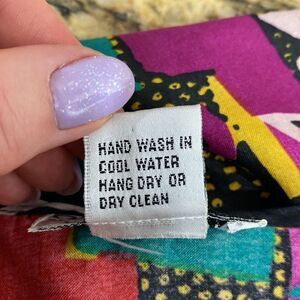 HAND WASH IN
COOL WATER
HANG DRY OR
DRY CLEAN